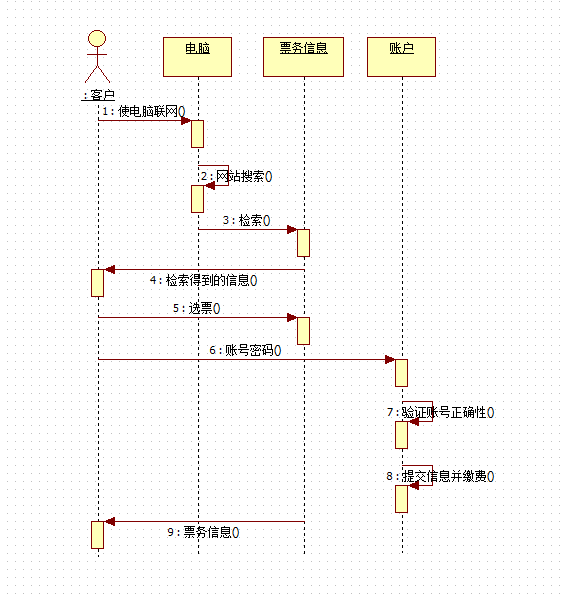 电脑
票务信息
账户
:客户
1:使电脑联网()
2:网站搜索()
3:检索()
4:检索得到的信息()
5:选票()
6:账号密码()
7:验证账号正确性()
8:提交信息并缴费()
9:票务信息()